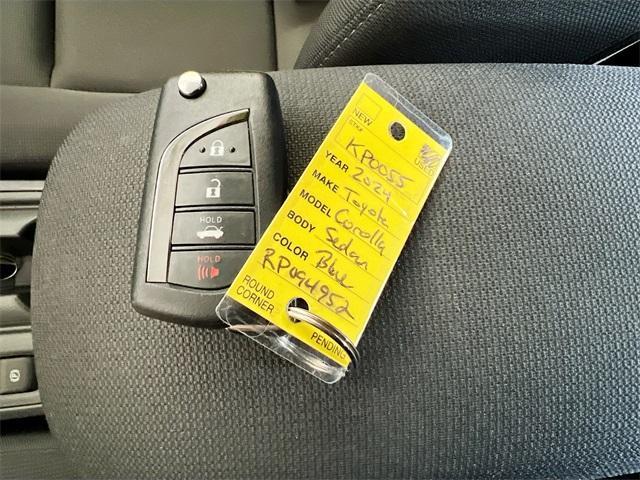 NEW
USED
STK#
KP0055
YEAR 2024
MAKE Toyota
MODEL Corolla
BODY Sedan
COLOR Blue
RP094952
ROUND
CORNER
PENDING
HOLD
HOLD